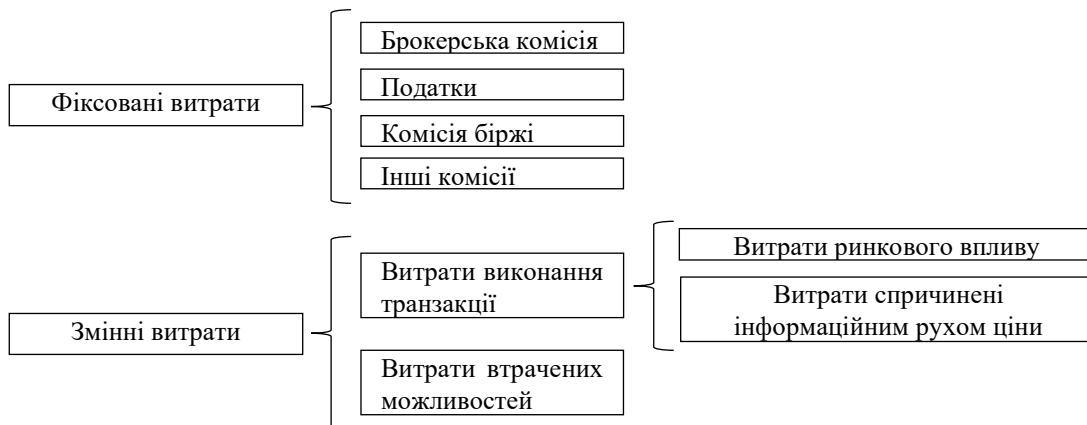 Фіксовані витрати
Брокерська комісія
Податки
Комісія біржі
Інші комісії
Змінні витрати
Витрати виконання
транзакції
Витрати ринкового впливу
Витрати спричинені
інформаційним рухом ціни
Витрати втрачених
можливостей